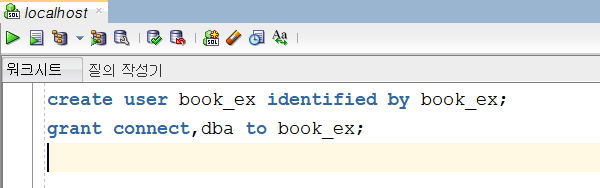 localhost
워크시트 질의 작성기
create user book_ex identified by book_ex;
grant connect,dba to book_ex;